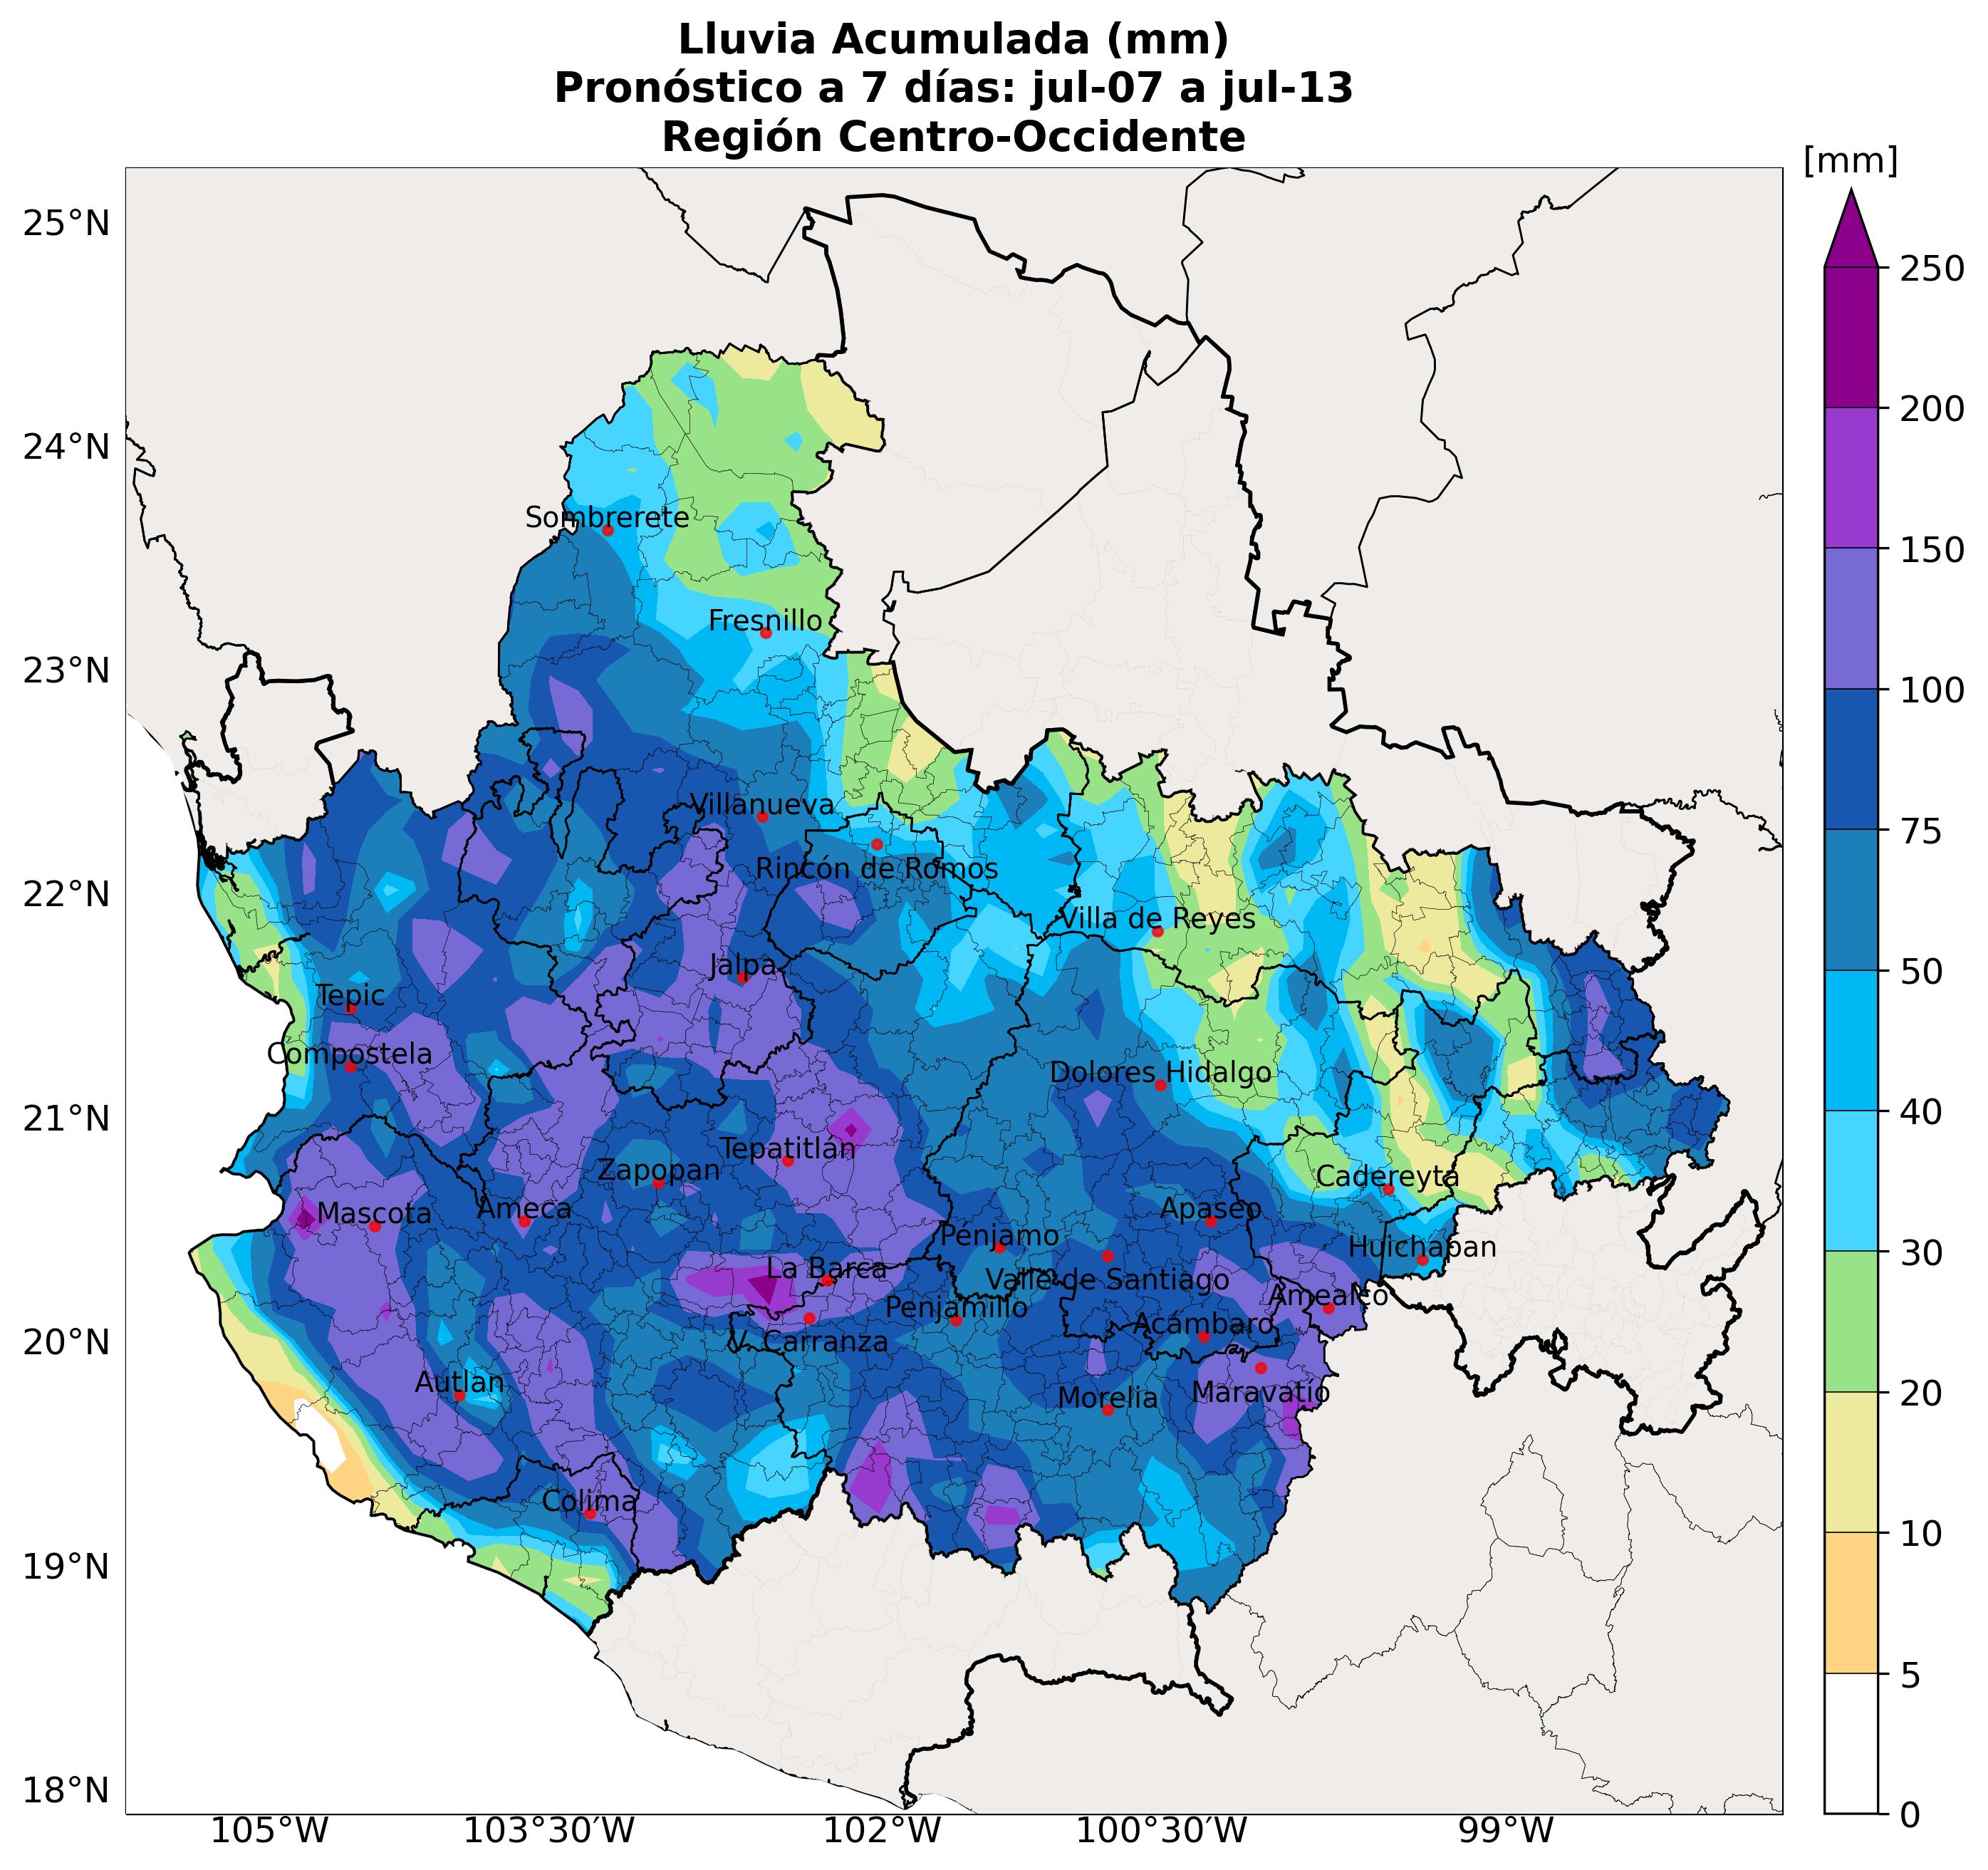 Lluvia Acumulada (mm)
Pronóstico a 7 días: jul-07 a jul-13
Región Centro-Occidente
[mm]
25°N
24°N
23°N
22°N
21°N
20°N
19°N
18°N
250
200
150
100
75
50
40
30
20
10
5
0
Sombrerete
Fresnillo
Villanueva
Rincón de Romos
Villa de Reyes
Jalpa
Tepic
Compostela
Dolores Hidalgo
Tepatitlán
Zapopan
Cadereyta
Mascota
Ameca
Apaseo
Penjamo
Huichapan
La Barca
Valle de Santiago
Amealco
Penjamillo
Acámbaro
V. Carranza
Autlan
Morelia
Maravatío
Colima
105°W
103°30'W
102°W
100°30'W
99°W